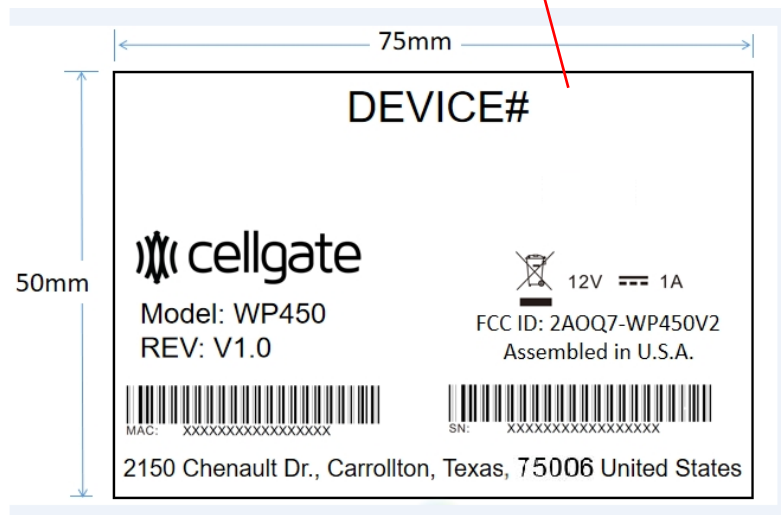 75mm
DEVICE#
50mm
cellgate
12V 1A
Model: WP450
FCC ID: 2AOQ7-WP450V2
REV: V1.0
Assembled in U.S.A.
MAC: XXXXXXXXXXXXXXXXX
SN: XXXXXXXXXXXXXXXXX
2150 Chenault Dr., Carrollton, Texas, 75006 United States